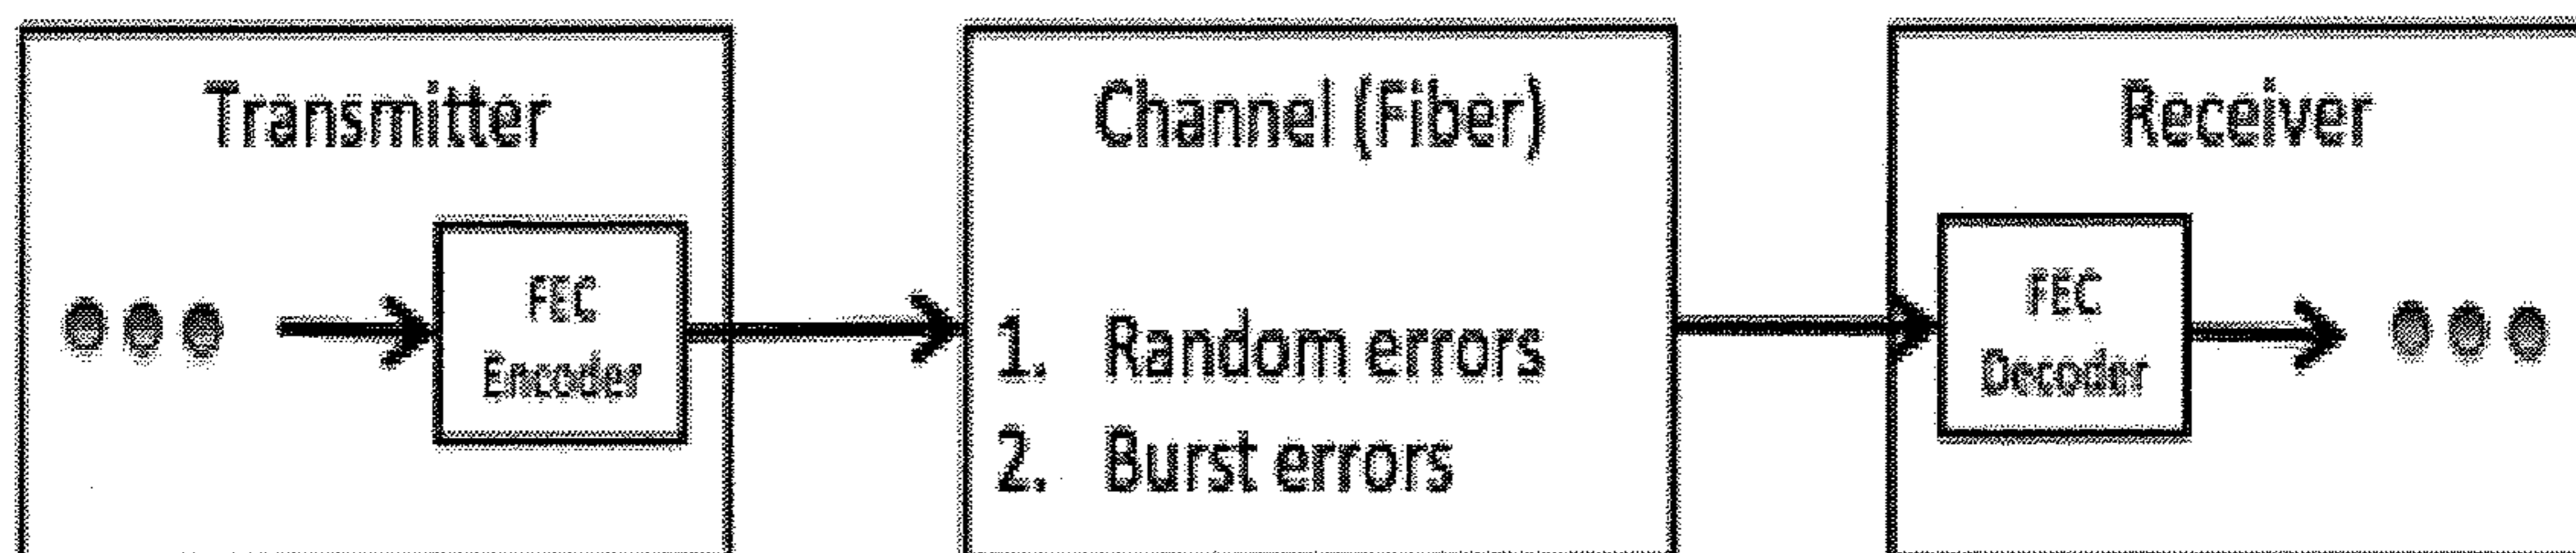 Transmitter
FEC
Encoder
Channel (Fiber)
1. Random errors
2. Burst errors
Receiver
FEC
Decoder